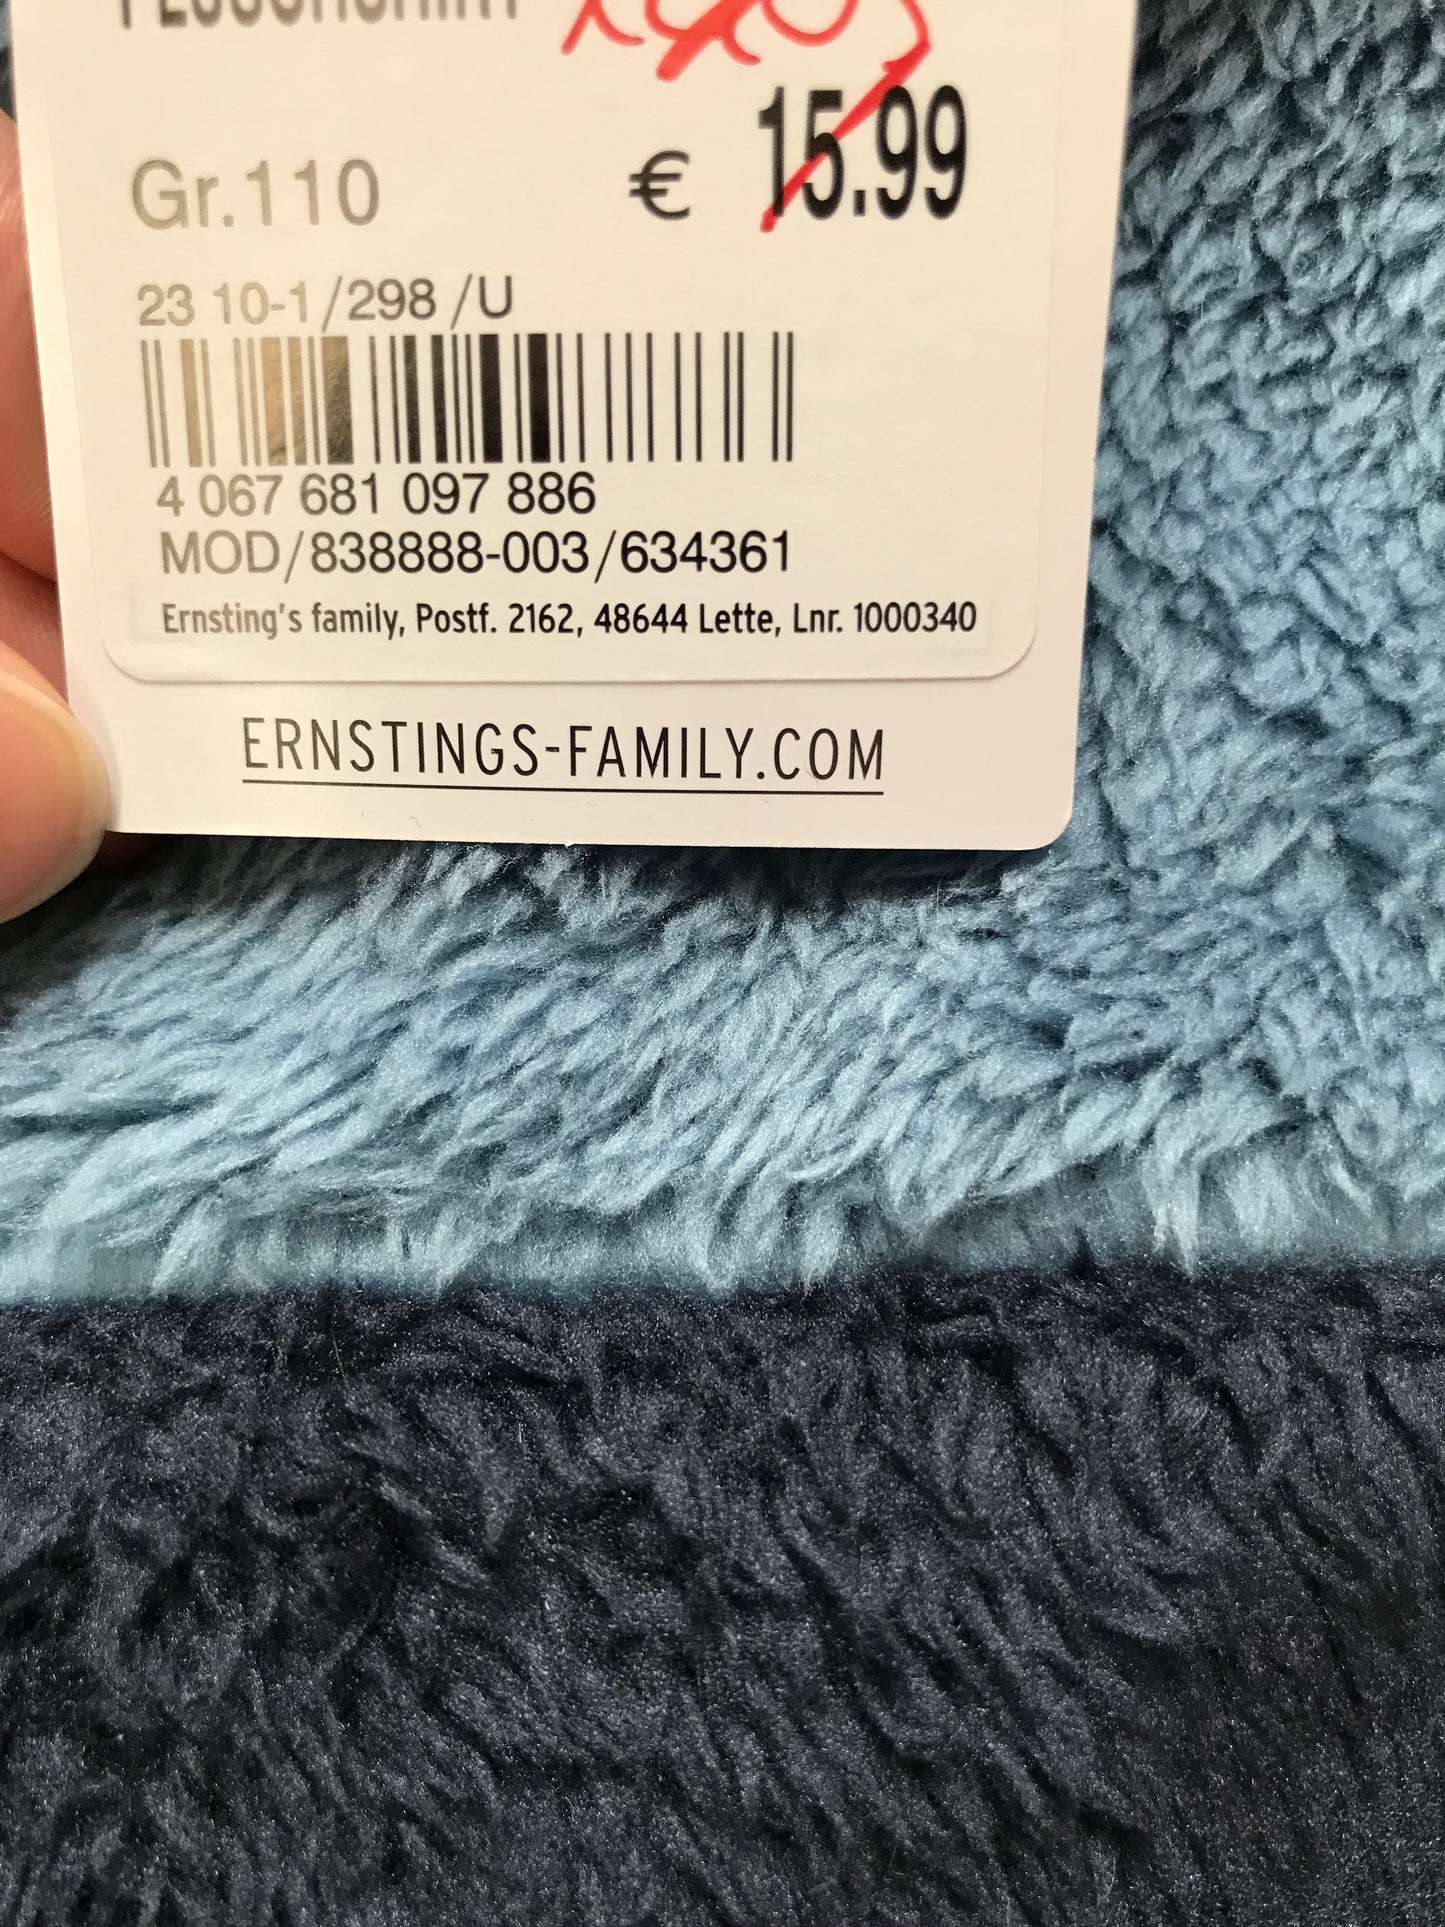 Gr.110 € 15.99
23 10-1/298 /U
4 067 681 097 886
MOD/838888-003/634361
Ernsting's family, Postf. 2162, 48644 Lette, Lnr. 1000340
ERNSTINGS-FAMILY.COM